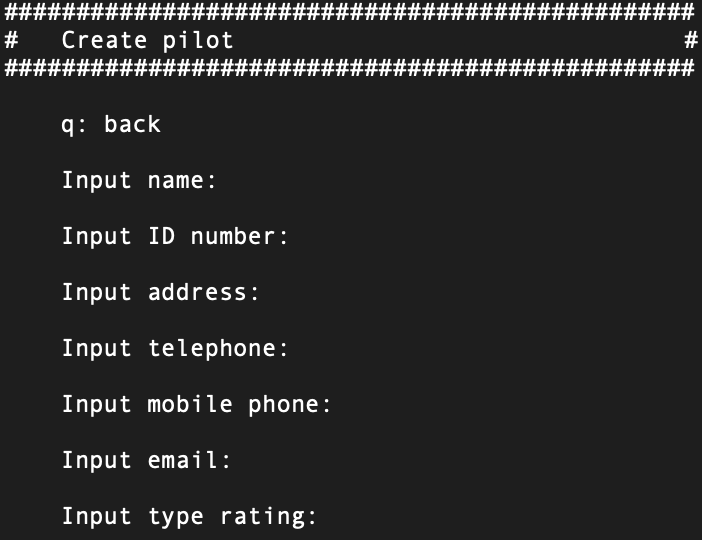 ################################################
#   Create pilot                               #
################################################
q: back
Input name:
Input ID number:
Input address:
Input telephone:
Input mobile phone:
Input email:
Input type rating: